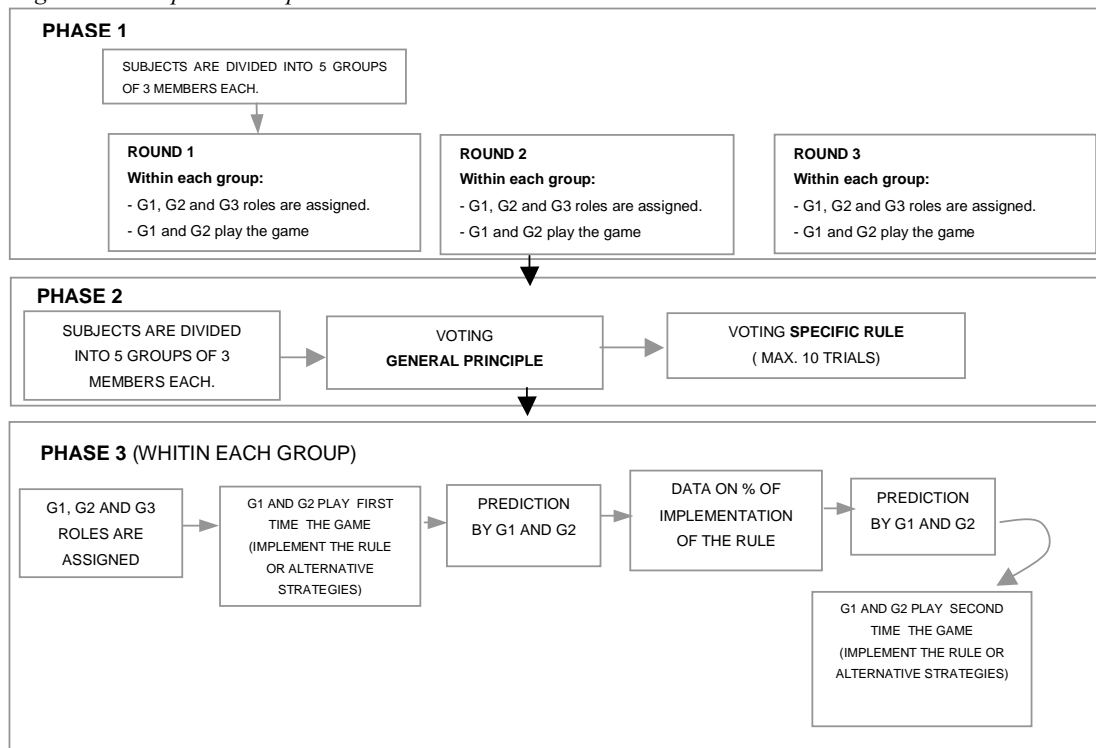 PHASE 1
SUBJECTS ARE DIVIDED INTO 5 GROUPS
OF 3 MEMBERS EACH.
ROUND 1
Within each group:
- G1, G2 and G3 roles are assigned.
- G1 and G2 play the game
ROUND 2
Within each group:
- G1, G2 and G3 roles are assigned.
- G1 and G2 play the game
ROUND 3
Within each group:
- G1, G2 and G3 roles are assigned.
- G1 and G2 play the game
PHASE 2
SUBJECTS ARE DIVIDED
INTO 5 GROUPS OF 3
MEMBERS EACH.
VOTING
GENERAL PRINCIPLE
VOTING SPECIFIC RULE
( MAX. 10 TRIALS)
PHASE 3 (WHITIN EACH GROUP)
G1, G2 AND G3
ROLES ARE
ASSIGNED
G1 AND G2 PLAY FIRST
TIME THE GAME
(IMPLEMENT THE RULE
OR ALTERNATIVE
STRATEGIES)
PREDICTION
BY G1 AND G2
DATA ON % OF
IMPLEMENTATION
OF THE RULE
PREDICTION
BY G1 AND G2
G1 AND G2 PLAY SECOND
TIME THE GAME
(IMPLEMENT THE RULE OR
ALTERNATIVE STRATEGIES)